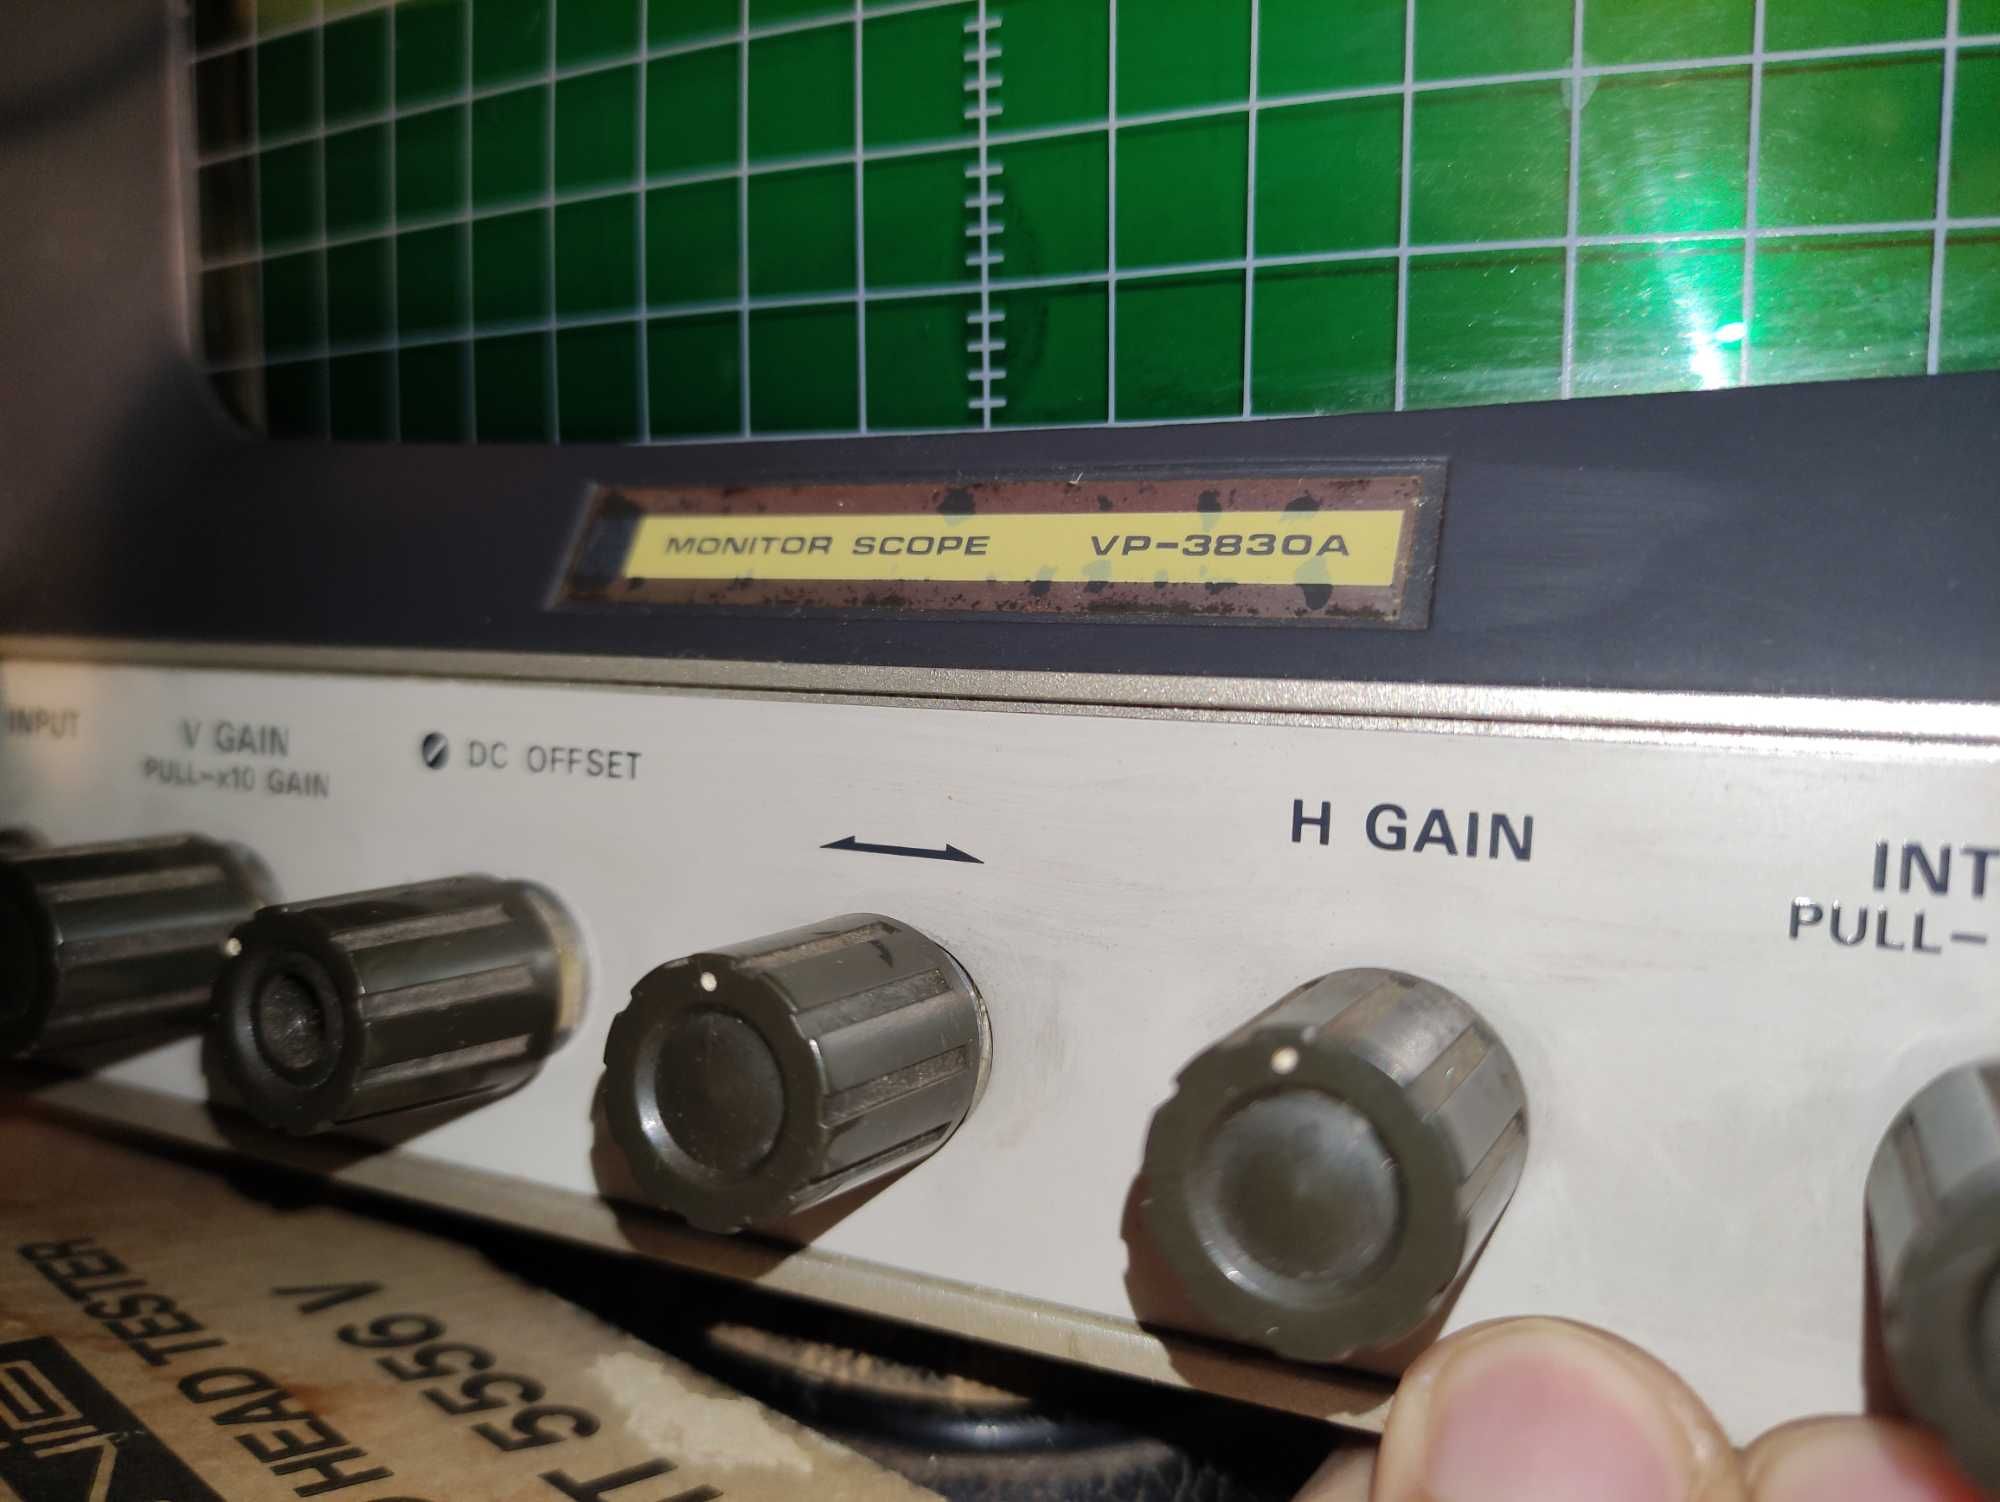 MONITOR SCOPE VP-3830A
INPUT
V GAIN
PULL-x10 GAIN
DC OFFSET
H GAIN
INT
PULL-
HEAD TESTER
5556 V